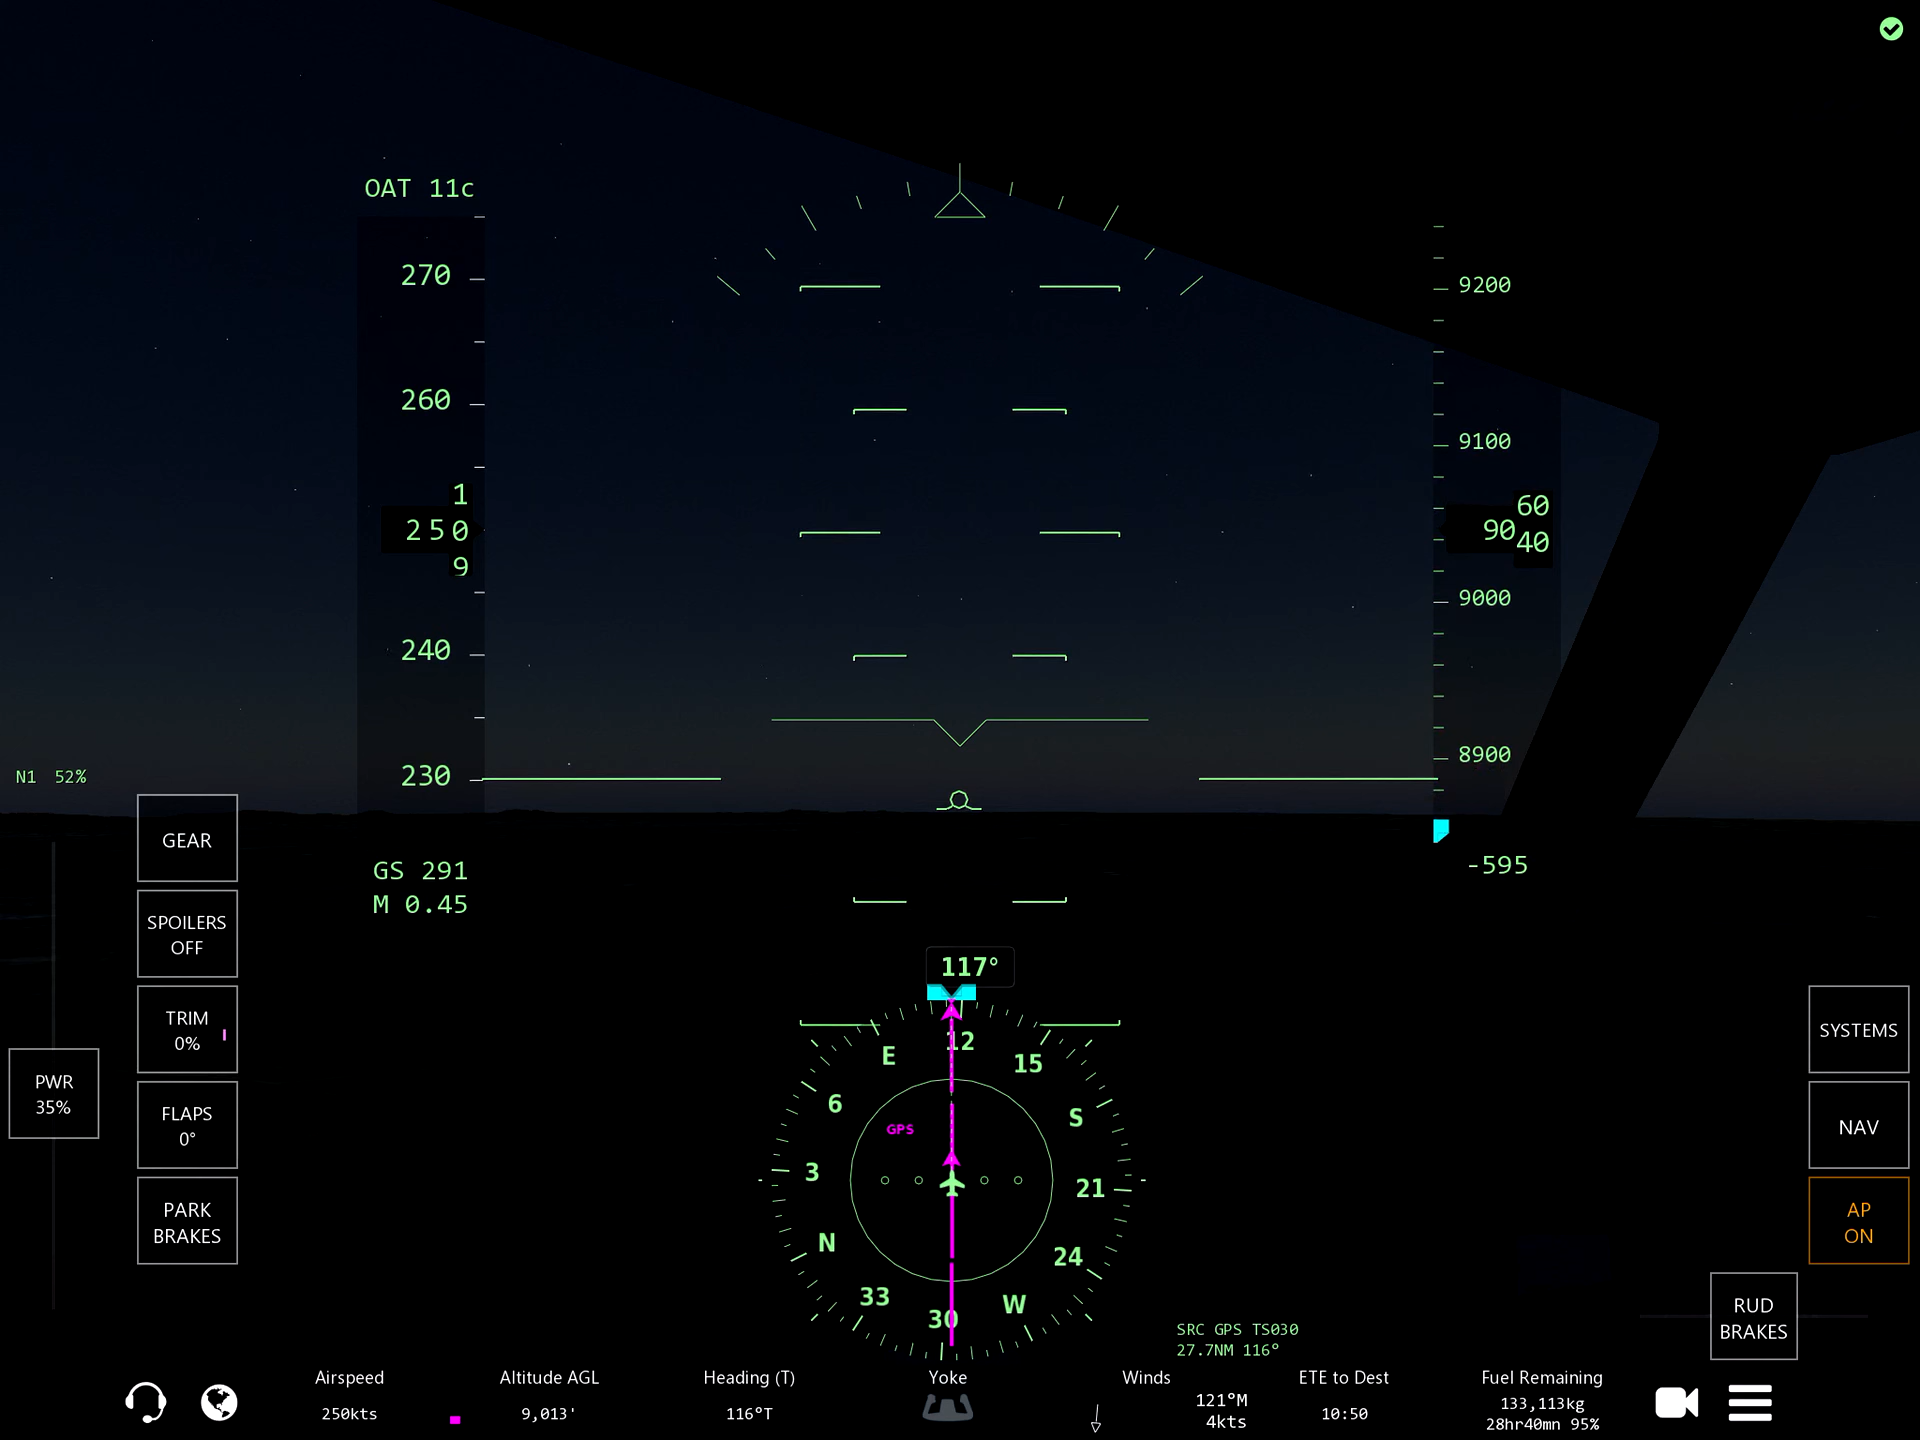 OAT 11c
270
260
1
250
9
240
230
9200
9100
60
90
40
9000
8900
-595
N1 52%
GEAR
SPOILERS
OFF
TRIM
0%
FLAPS
0°
PARK
BRAKES
PWR
35%
GS 291
M 0.45
117°
12
15
S
21
24
W
30
33
N
3
6
E
GPS
SYSTEMS
NAV
AP
ON
RUD
BRAKES
SRC GPS TS030
27.7NM 116°
Airspeed
250kts
Altitude AGL
9,013'
Heading (T)
116°T
Yoke
Winds
121°M
4kts
ETE to Dest
10:50
Fuel Remaining
133,113kg
28hr40mn 95%